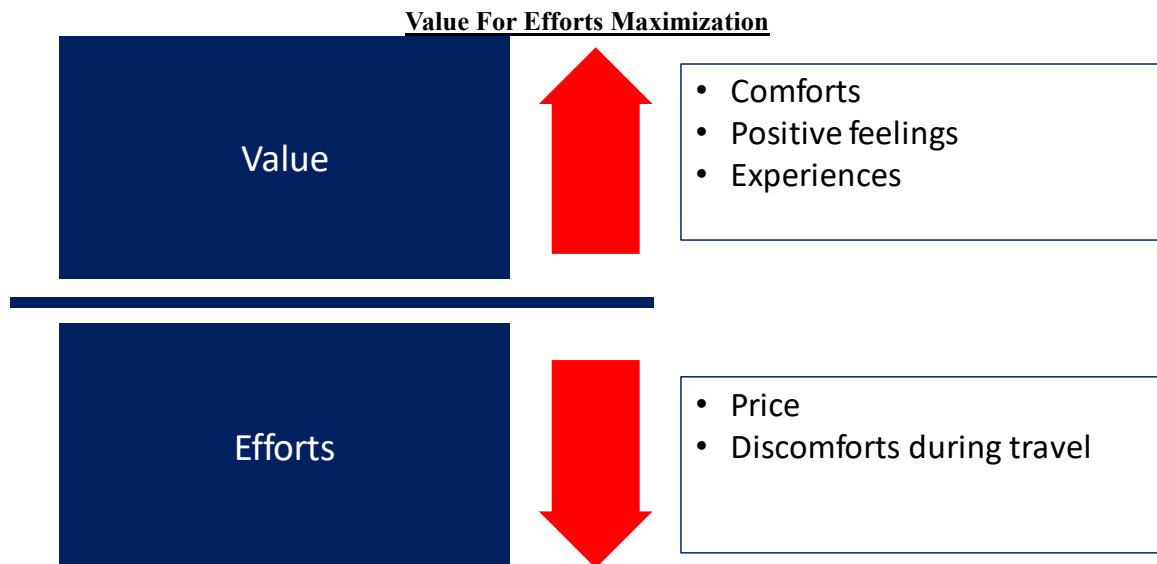 Value For Efforts Maximization
Value
• Comforts
• Positive feelings
• Experiences
Efforts
• Price
• Discomforts during travel